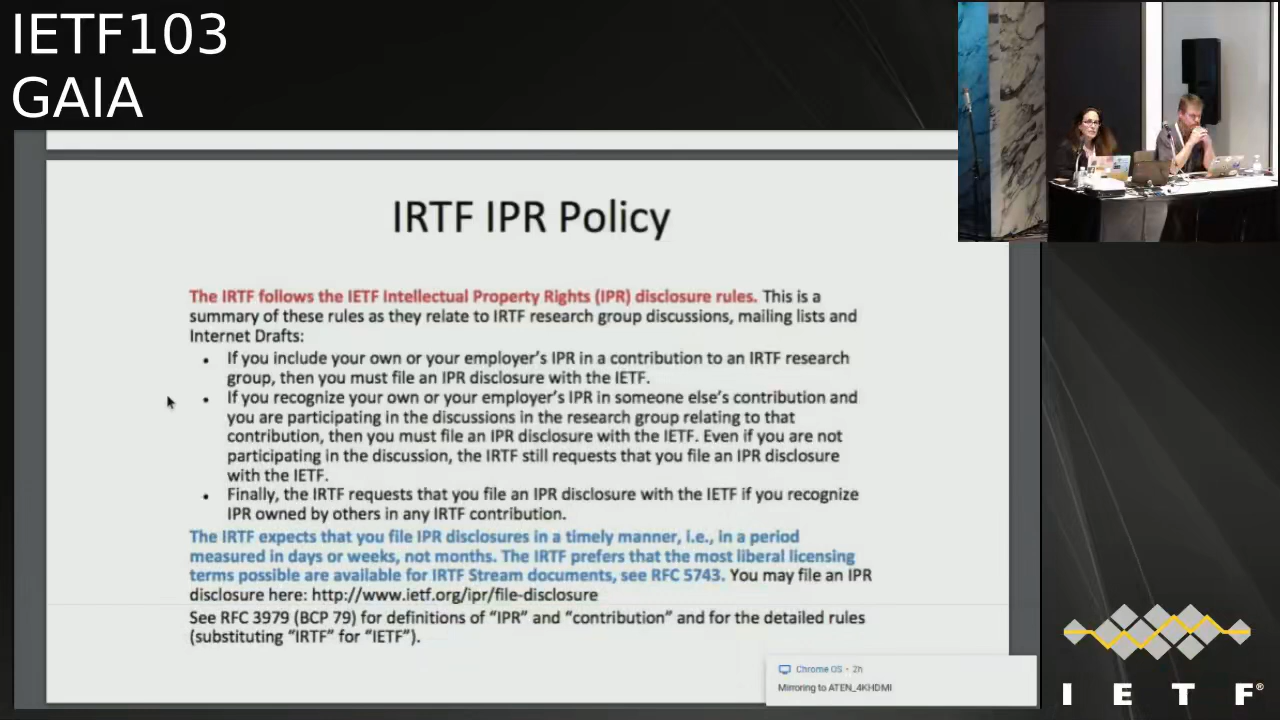 IETF103
GAIA
IRTF IPR Policy
The IRTF follows the IETF Intellectual Property Rights (IPR) disclosure rules. This is a
summary of these rules as they relate to IRTF research group discussions, mailing lists and
Internet Drafts:
• If you include your own or your employer's IPR in a contribution to an IRTF research
group, then you must file an IPR disclosure with the IETF.
• If you recognize your own or your employer's IPR in someone else's contribution and
you are participating in the discussions in the research group relating to that
contribution, then you must file an IPR disclosure with the IETF. Even if you are not
participating in the discussion, the IRTF still requests that you file an IPR disclosure
with the IETF.
• Finally, the IRTF requests that you file an IPR disclosure with the IETF if you recognize
IPR owned by others in any IRTF contribution.
The IRTF expects that you file IPR disclosures in a timely manner, i.e., in a period
measured in days or weeks, not months. The IRTF prefers that the most liberal licensing
terms possible are available for IRTF Stream documents, see RFC 5743. You may file an IPR
disclosure here: http://www.ietf.org/ipr/file-disclosure
See RFC 3979 (BCP 79) for definitions of “IPR” and “contribution” and for the detailed rules
(substituting “IRTF” for “IETF”).
Chrome OS • 2h
Mirroring to ATEN_4KHDMI
I E T F®